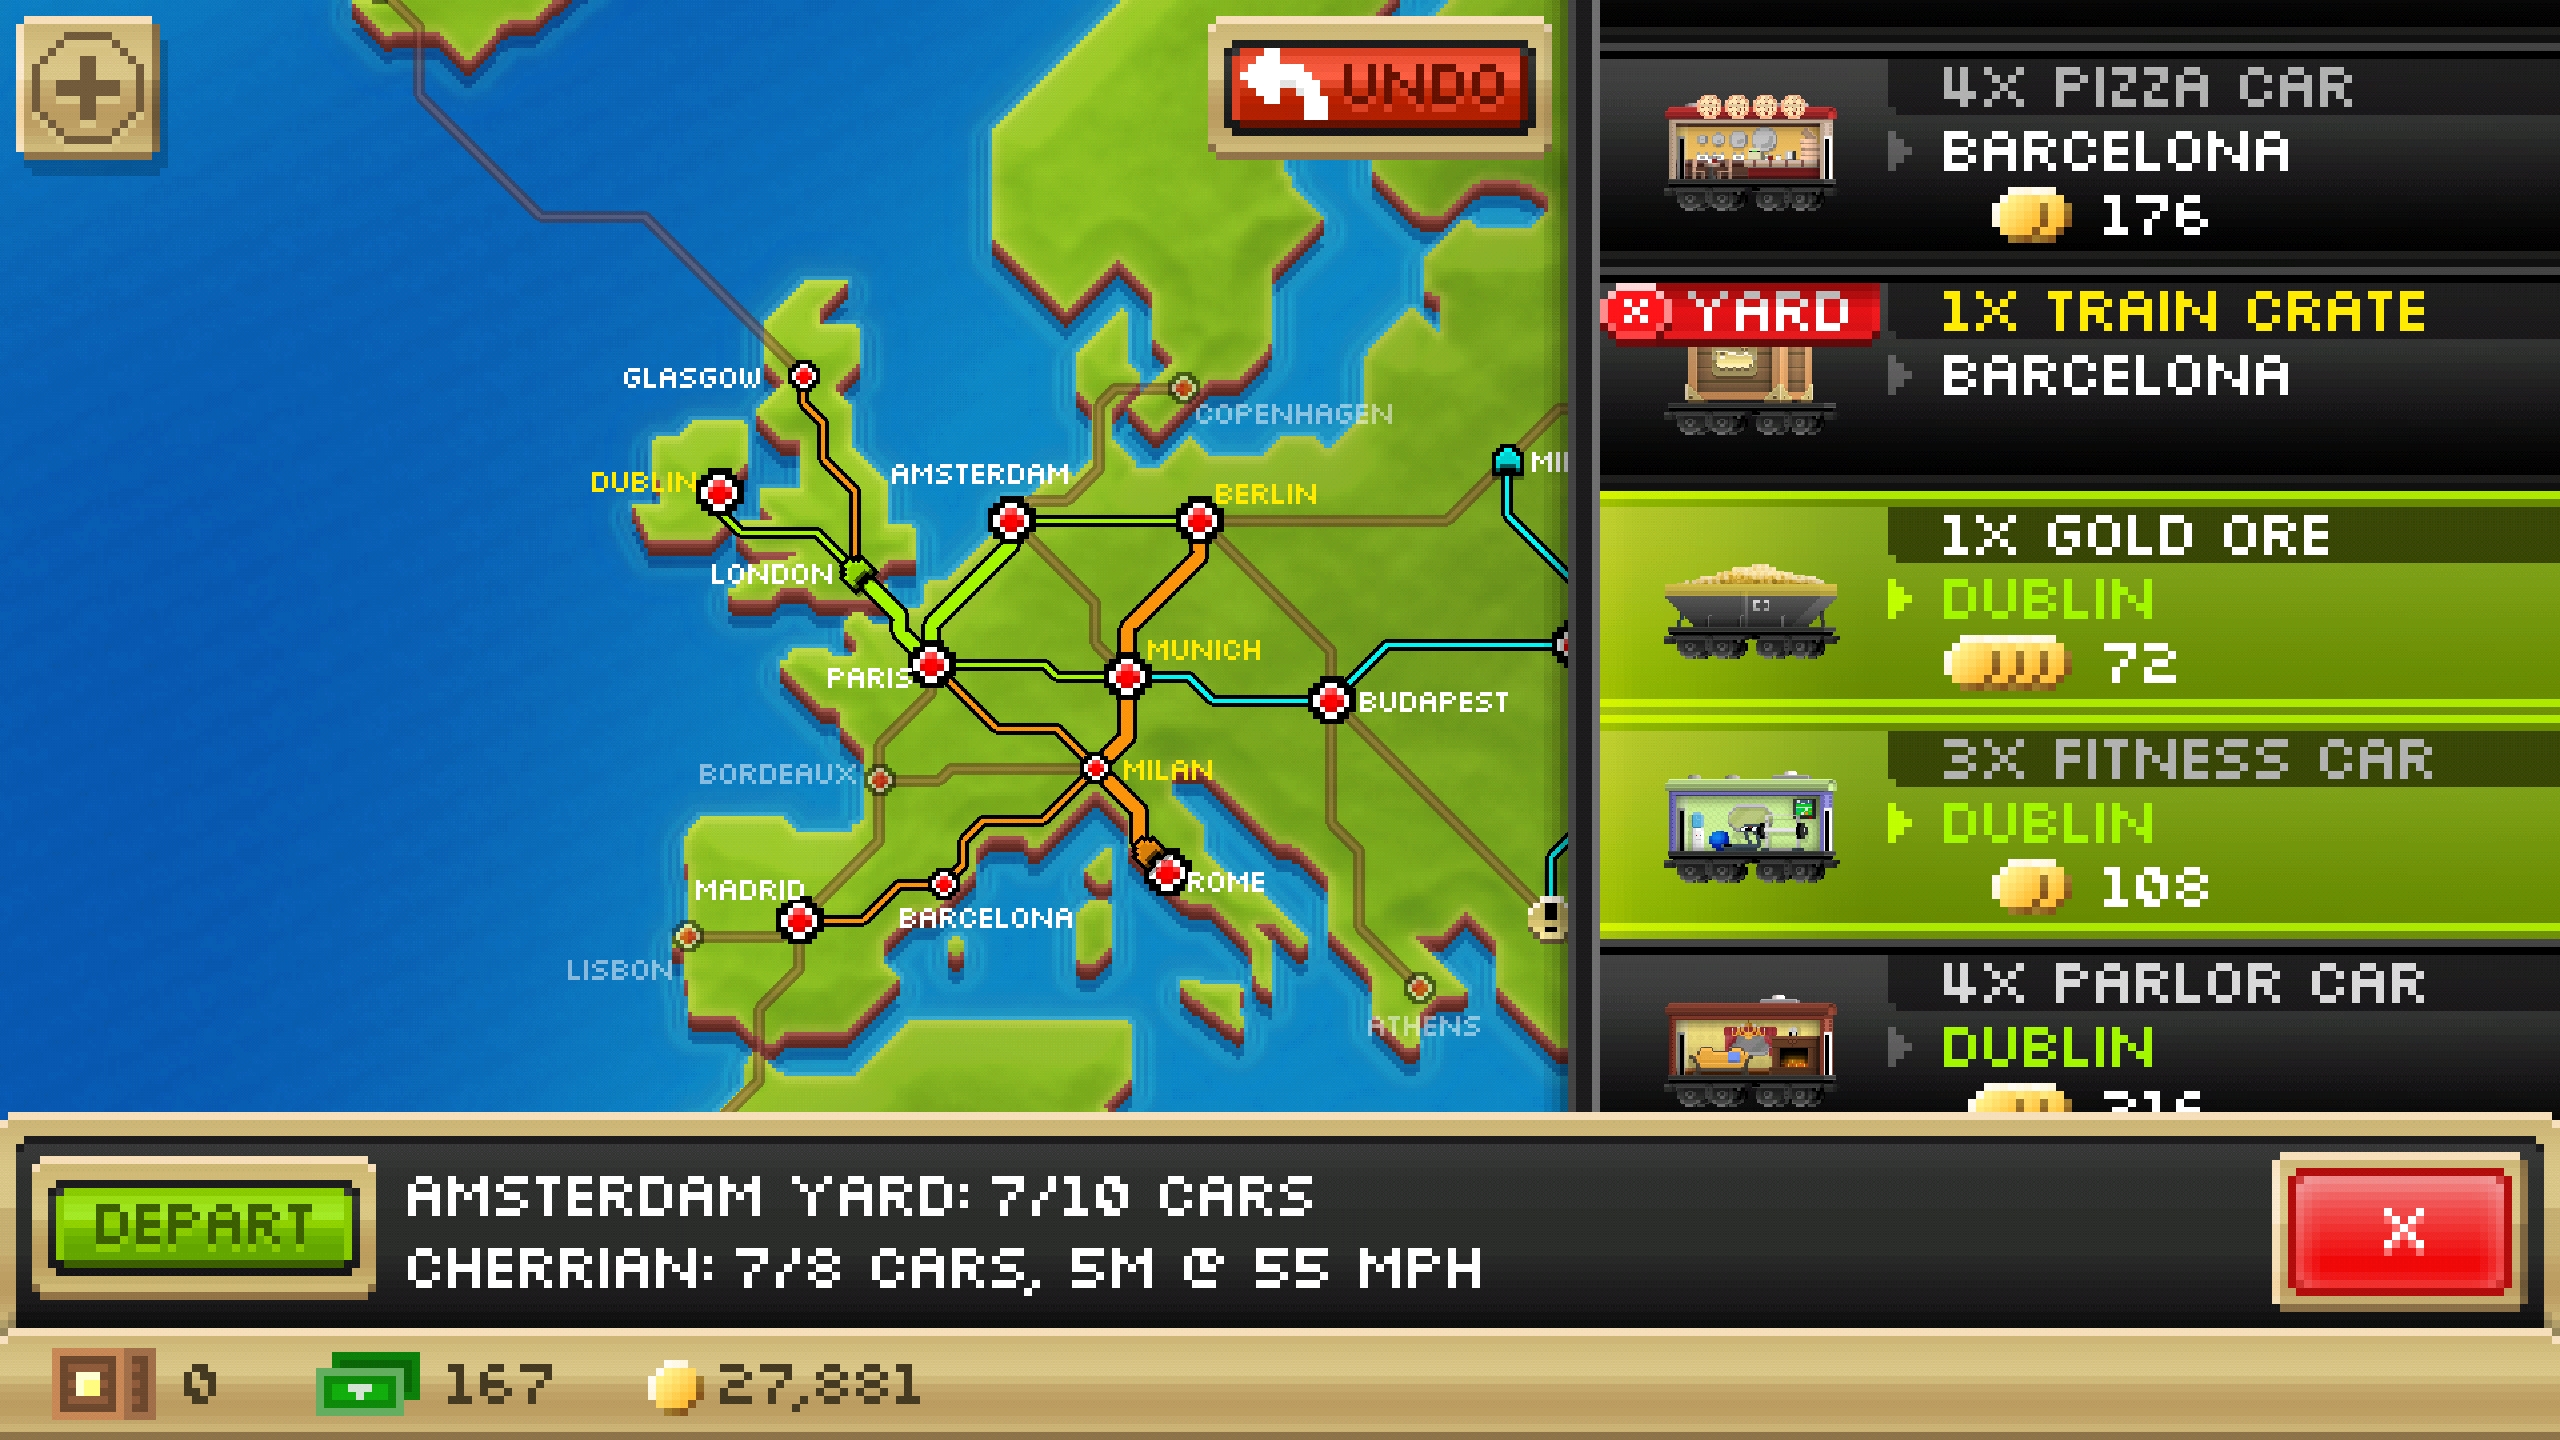 UNDO
GLASGOW
COPENHAGEN
DUBLIN
AMSTERDAM
MI
BERLIN
LONDON
MUNICH
PARIS
BUDAPEST
BORDEAUX
MILAN
MADRID
ROME
BARCELONA
LISBON
ATHENS
4X PIZZA CAR
BARCELONA
176
X YARD
1X TRAIN CRATE
BARCELONA
1X GOLD ORE
DUBLIN
72
3X FITNESS CAR
DUBLIN
108
4X PARLOR CAR
DUBLIN
DEPART
AMSTERDAM YARD: 7/10 CARS
CHERRIAN: 7/8 CARS, 5M @ 55 MPH
X
0
167
27,881